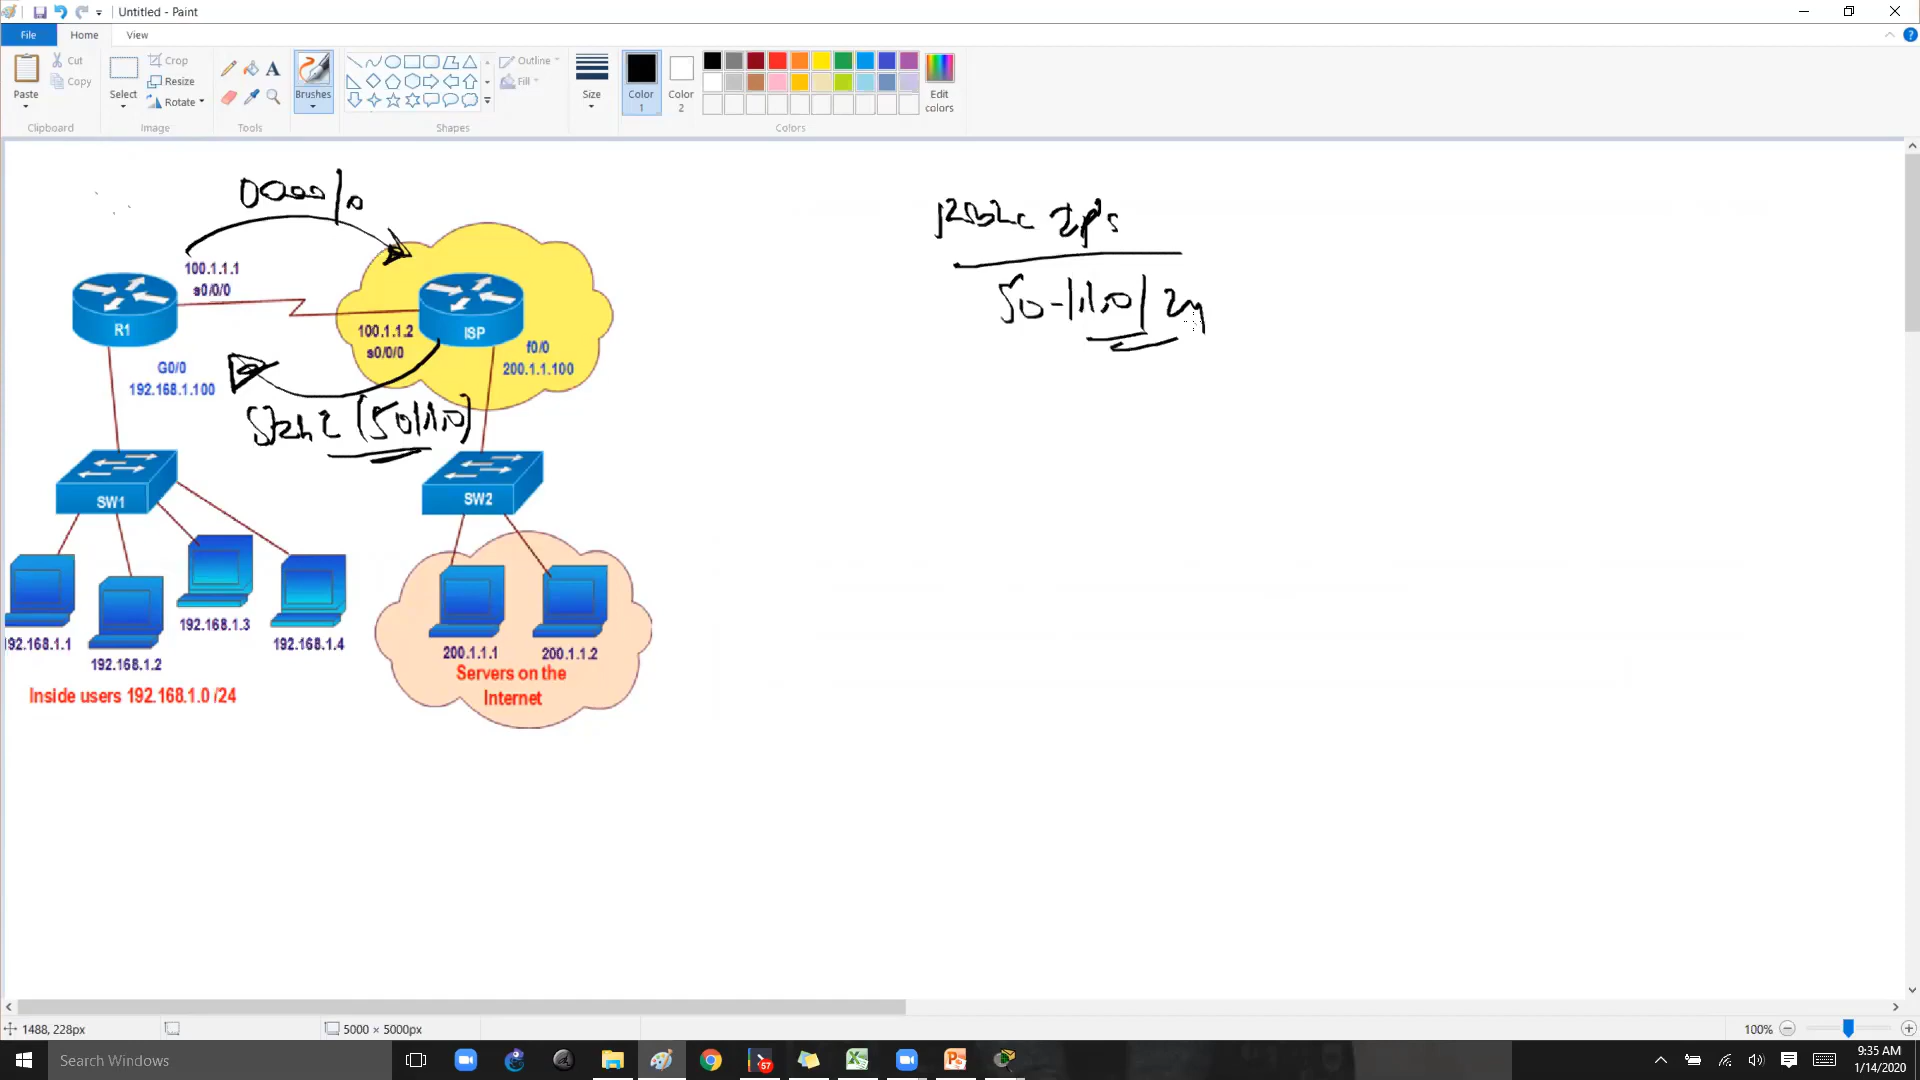 Untitled - Paint
File
Home
View
Cut
Copy
Paste
Clipboard
Crop
Resize
Rotate
Select
Image
Tools
Brushes
Outline
Fill
Shapes
Size
Color 1
Color 2
Edit colors
Colors
0000/0
100.1.1.1
s0/0/0
R1
100.1.1.2
s0/0/0
ISP
f0/0
200.1.1.100
G0/0
192.168.1.100
SW1
SW2
192.168.1.1
192.168.1.2
192.168.1.3
192.168.1.4
Inside users 192.168.1.0 /24
200.1.1.1
200.1.1.2
Servers on the
Internet
1488, 228px
5000 × 5000px
100%
Search Windows
57
9:35 AM
1/14/2020